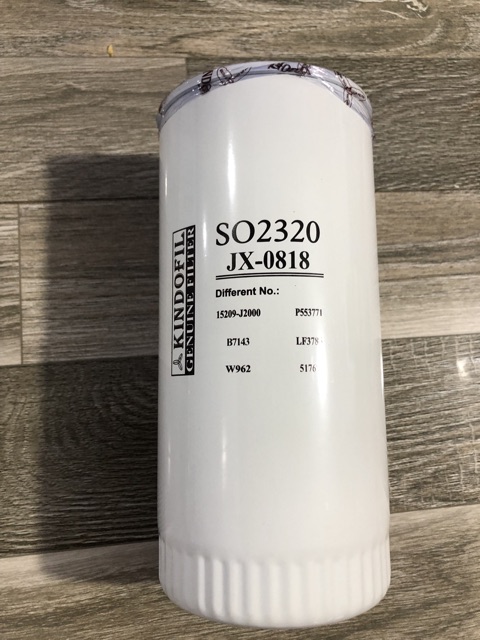 KINDOFIL
GENUINE FILTER
SO2320
JX-0818
Different No.:
15209-J2000 P553771
B7143
W962 5176